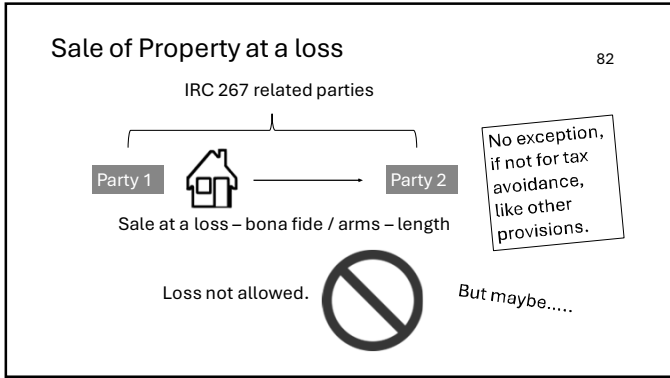 Sale of Property at a loss
82
IRC 267 related parties
Party 1
Party 2
No exception,
if not for tax
avoidance,
like other
provisions.
Sale at a loss – bona fide / arms – length
Loss not allowed.
But maybe…..